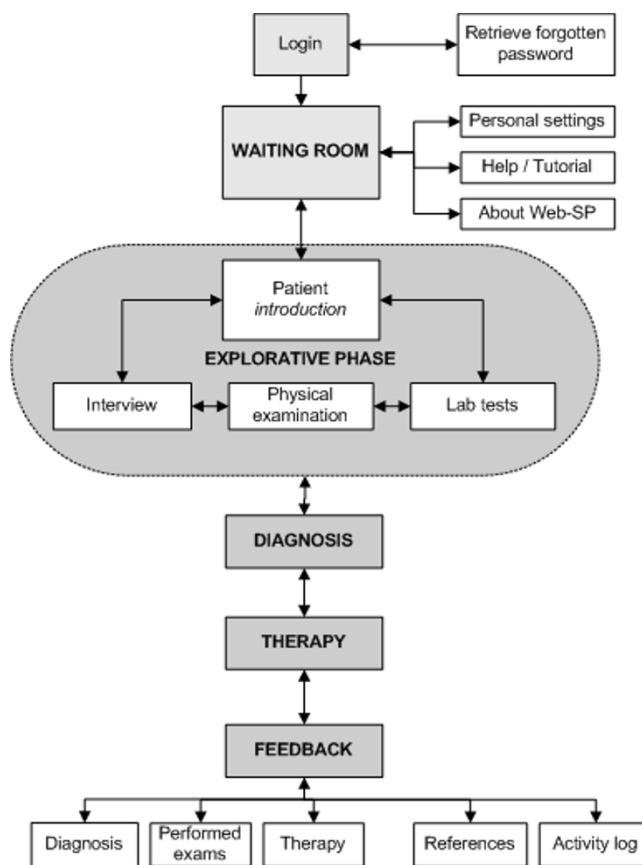 Login
Retrieve forgotten
password
WAITING ROOM
Personal settings
Help / Tutorial
About Web-SP
Patient
introduction
EXPLORATIVE PHASE
Interview
Physical
examination
Lab tests
DIAGNOSIS
THERAPY
FEEDBACK
Diagnosis
Performed
exams
Therapy
References
Activity log